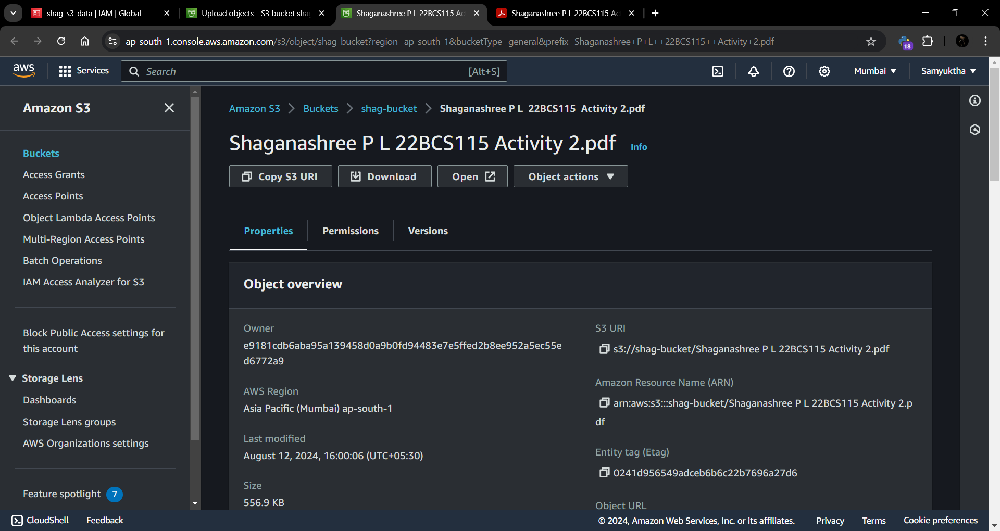 shag_s3_data | IAM | Global
Upload objects - S3 bucket sha
Shaganashree P L 22BCS115 Ac
Shaganashree P L 22BCS115 Ac
ap-south-1.console.aws.amazon.com/s3/object/shag-bucket?region=ap-south-1&bucketType=general&prefix=Shaganashree+P+L++22BCS115++Activity+2.pdf
18
aws
Services
Search
[Alt+S]
Mumbai
Samyuktha
Amazon S3
Buckets
Access Grants
Access Points
Object Lambda Access Points
Multi-Region Access Points
Batch Operations
IAM Access Analyzer for S3
Block Public Access settings for
this account
Storage Lens
Dashboards
Storage Lens groups
AWS Organizations settings
Feature spotlight 7
Amazon S3 > Buckets > shag-bucket > Shaganashree P L 22BCS115 Activity 2.pdf
Shaganashree P L 22BCS115 Activity 2.pdf Info
Copy S3 URI
Download
Open
Object actions
Properties
Permissions
Versions
Object overview
Owner
e9181cdb6aba95a139458d0a9b0fd94483e7e5ffed2b8ee952a5ec55e
d6772a9
AWS Region
Asia Pacific (Mumbai) ap-south-1
Last modified
August 12, 2024, 16:00:06 (UTC+05:30)
Size
556.9 KB
S3 URI
s3://shag-bucket/Shaganashree P L 22BCS115 Activity 2.pdf
Amazon Resource Name (ARN)
arn:aws:s3:::shag-bucket/Shaganashree P L 22BCS115 Activity 2.p
df
Entity tag (Etag)
0241d956549adceb6b6c22b7696a27d6
Object URL
CloudShell
Feedback
© 2024, Amazon Web Services, Inc. or its affiliates.
Privacy
Terms
Cookie preferences